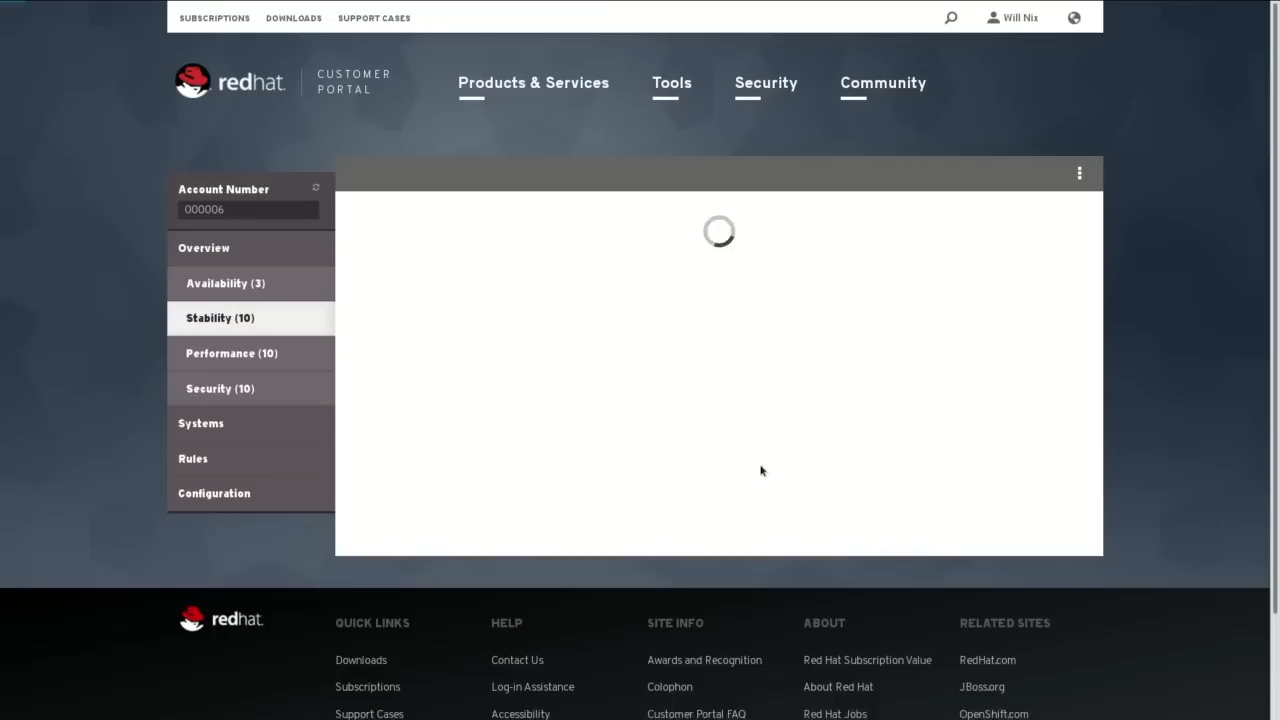 SUBSCRIPTIONS DOWNLOADS SUPPORT CASES Will Nix
redhat. CUSTOMER PORTAL
Products & Services Tools Security Community
Account Number
000006
Overview
Availability (3)
Stability (10)
Performance (10)
Security (10)
Systems
Rules
Configuration
redhat.
QUICK LINKS HELP SITE INFO ABOUT RELATED SITES
Downloads Contact Us Awards and Recognition Red Hat Subscription Value RedHat.com
Subscriptions Log-in Assistance Colophon About Red Hat JBoss.org
Support Cases Accessibility Customer Portal FAQ Red Hat Jobs OpenShift.com